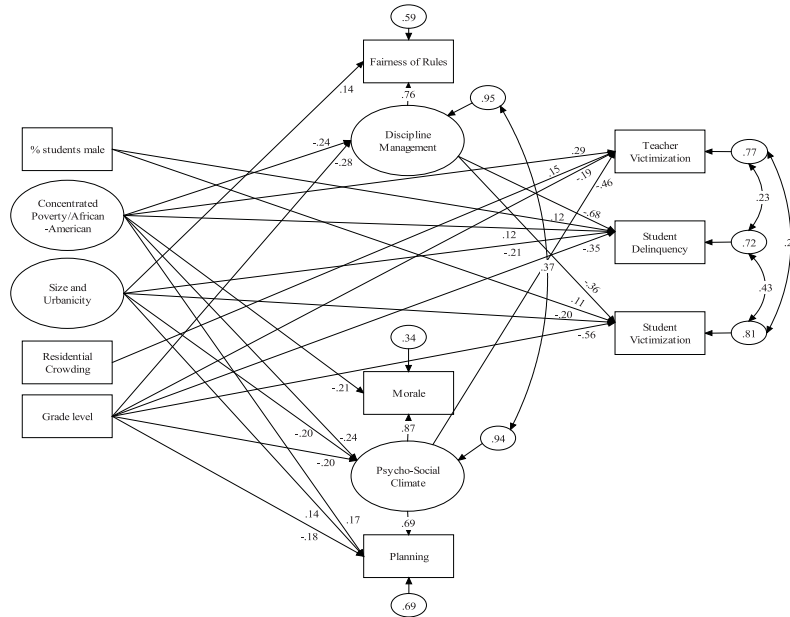 .59
Fairness of Rules
.14
.76
.95
% students male
Discipline
Management
-.24
-.28
.29
Teacher
Victimization
.77
.15
-.19
-.46
Concentrated
Poverty/African
-American
.23
-.68
.12
.12
Student
Delinquency
.72
-.21
-.35
.2
Size and
Urbanicity
.37
-.36
.43
.11
-.20
Student
Victimization
.81
-.56
Residential
Crowding
.34
Morale
-.21
Grade level
.87
-.20
-.24
.94
-.20
Psycho-Social
Climate
.14
.17
.69
-.18
Planning
.69